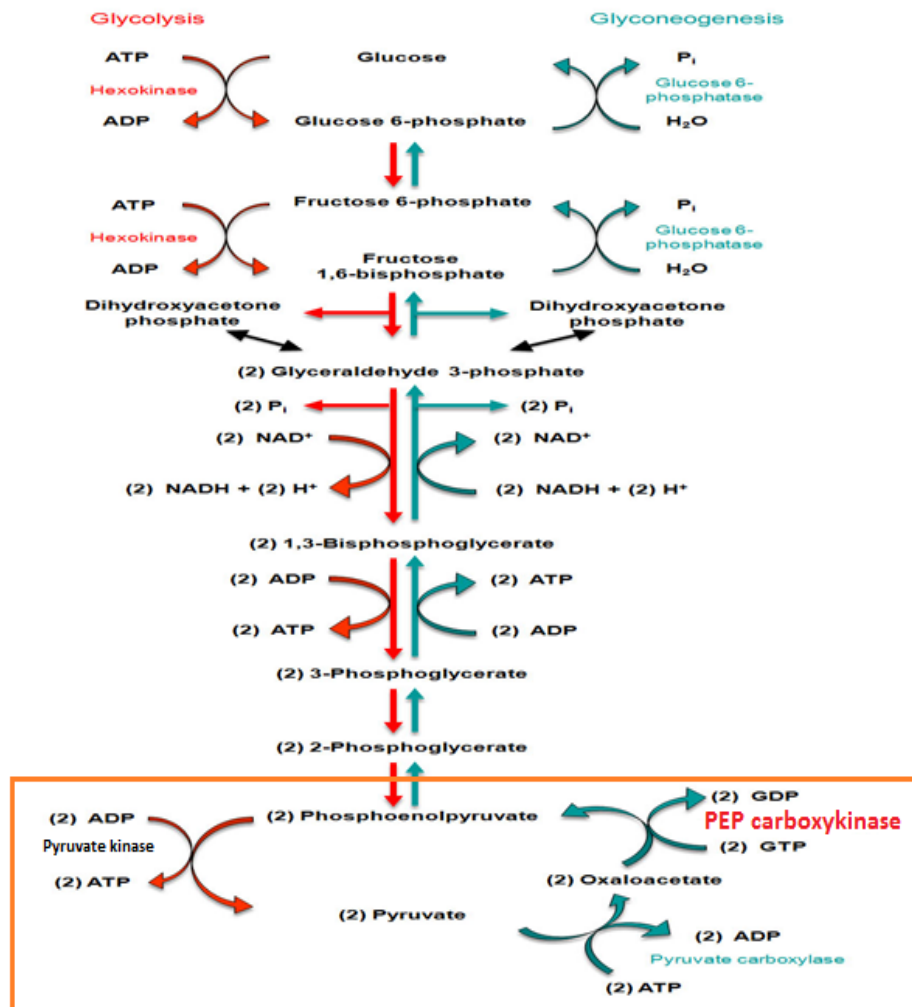 Glycolysis
Glyconeogenesis
ATP
Glucose
Pi
Hexokinase
Glucose 6-
phosphatase
ADP
Glucose 6-phosphate
H₂O
ATP
Fructose 6-phosphate
Pi
Hexokinase
Glucose 6-
phosphatase
ADP
Fructose
1,6-bisphosphate
H₂O
Dihydroxyacetone
phosphate
Dihydroxyacetone
phosphate
(2) Glyceraldehyde 3-phosphate
(2) Pi
(2) Pi
(2) NAD⁺
(2) NAD⁺
(2) NADH + (2) H⁺
(2) NADH + (2) H⁺
(2) 1,3-Bisphosphoglycerate
(2) ADP
(2) ATP
(2) ATP
(2) ADP
(2) 3-Phosphoglycerate
(2) 2-Phosphoglycerate
(2) ADP
(2) Phosphoenolpyruvate
(2) GDP
Pyruvate kinase
PEP carboxykinase
(2) GTP
(2) ATP
(2) Oxaloacetate
(2) Pyruvate
(2) ADP
Pyruvate carboxylase
(2) ATP